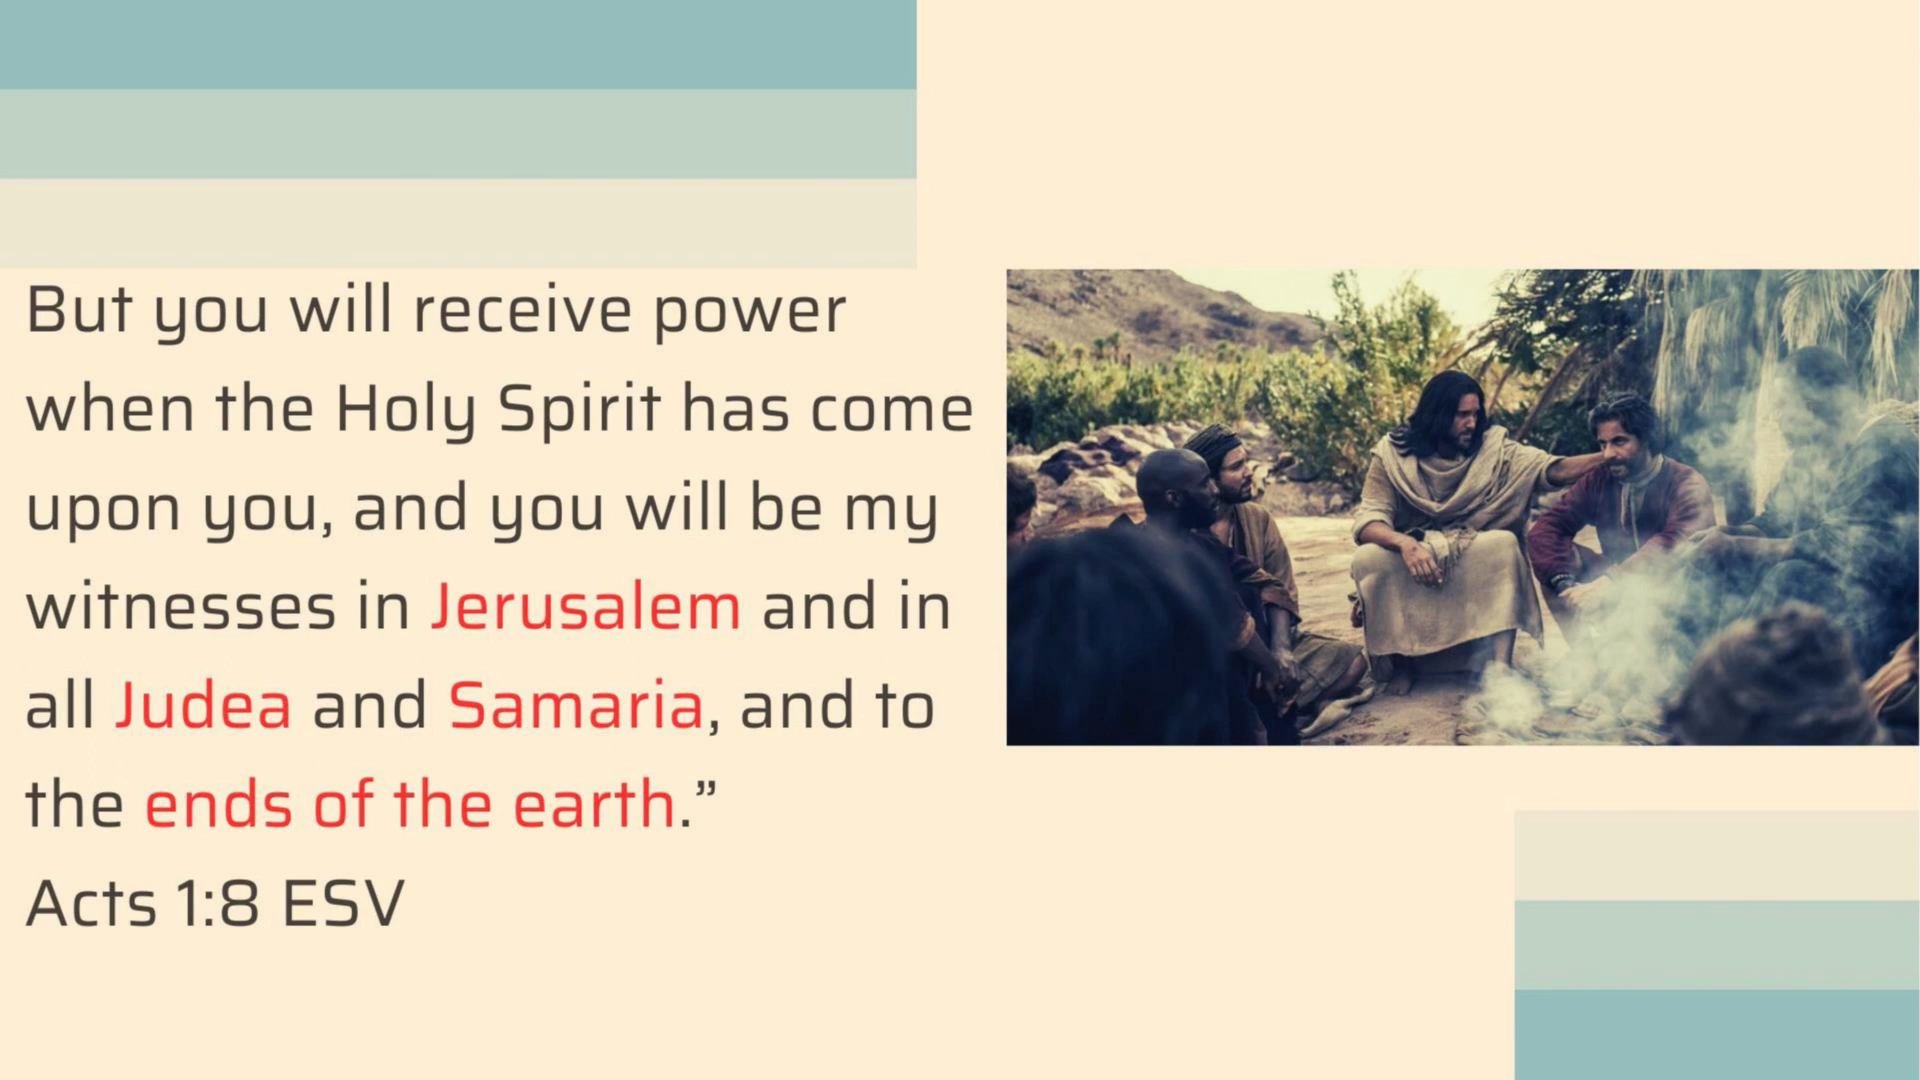 But you will receive power
when the Holy Spirit has come
upon you, and you will be my
witnesses in Jerusalem and in
all Judea and Samaria, and to
the ends of the earth.”
Acts 1:8 ESV